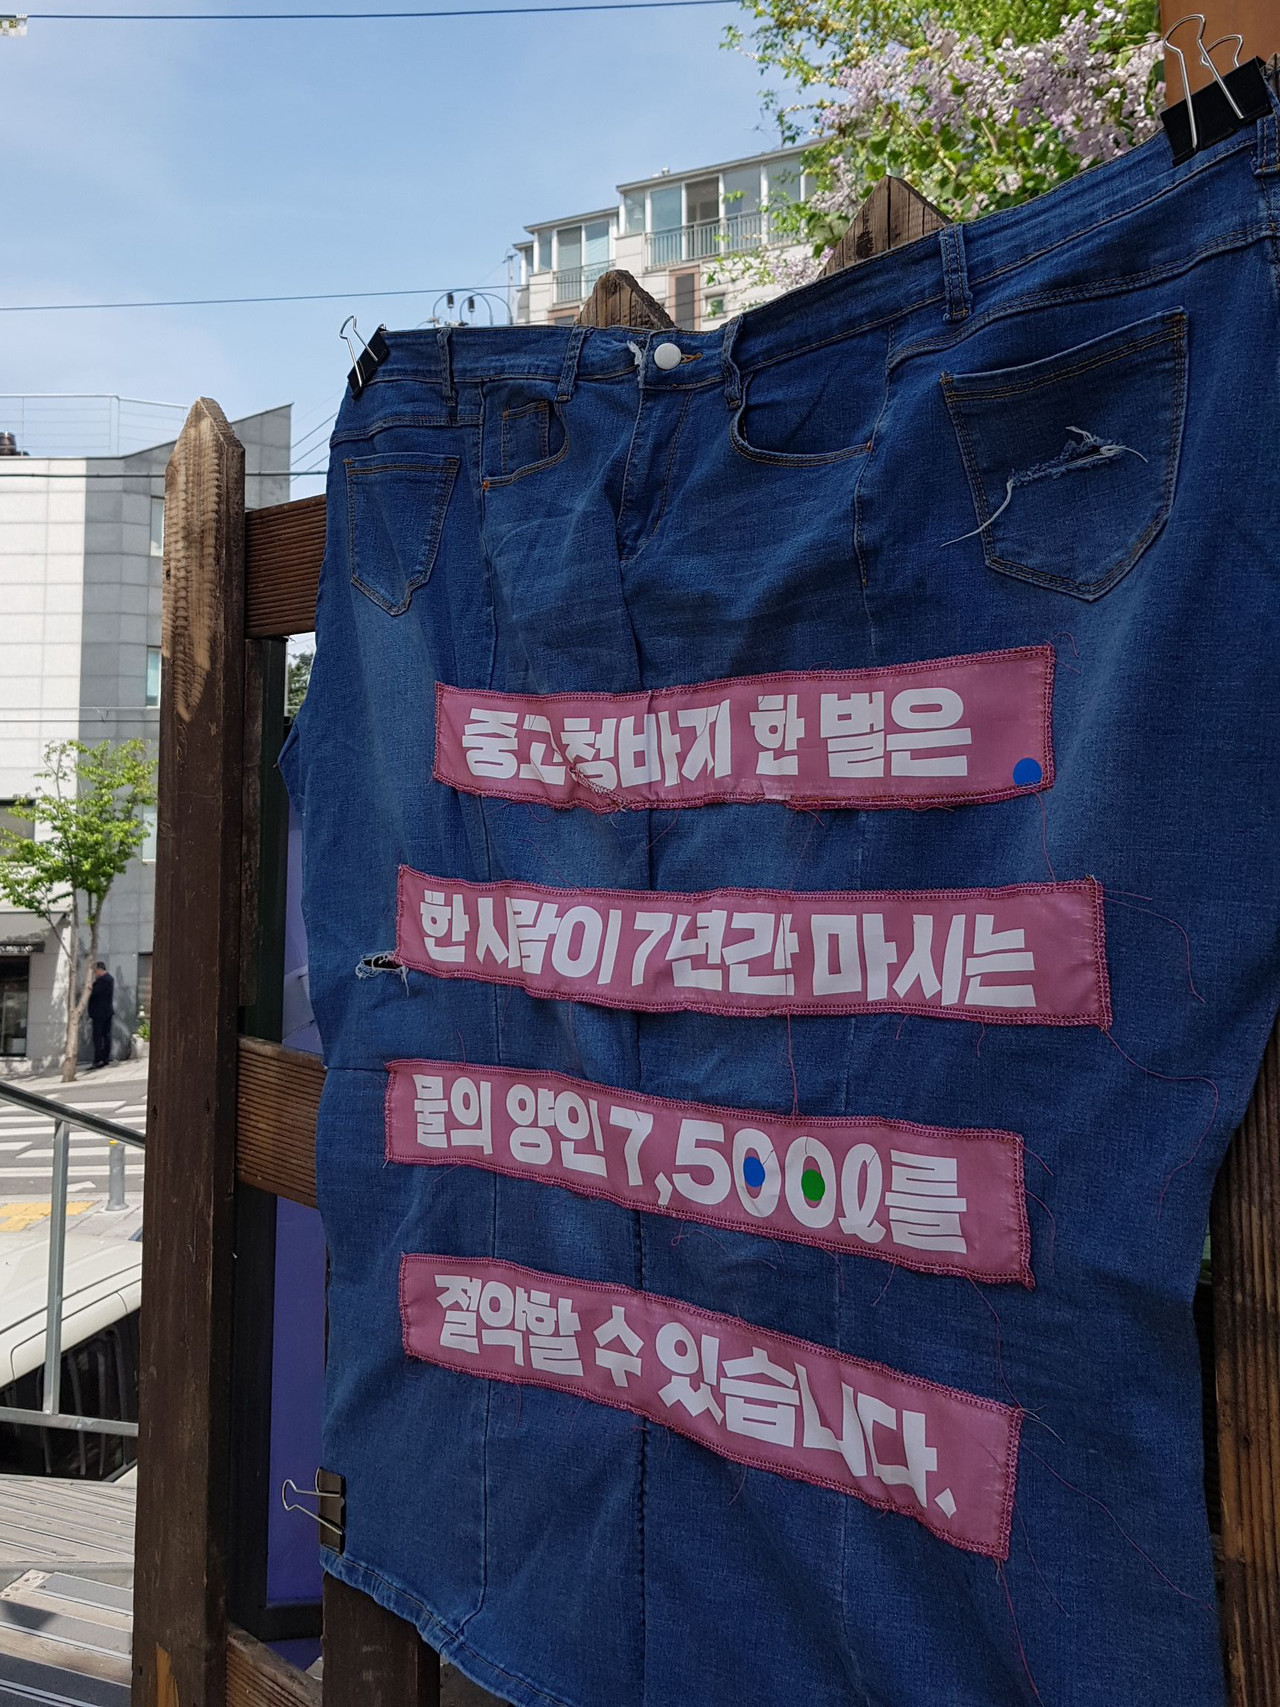 중고청바지 한 벌은
한 사람이 7년간 마시는
물의 양인 7,500ℓ를
절약할 수 있습니다.